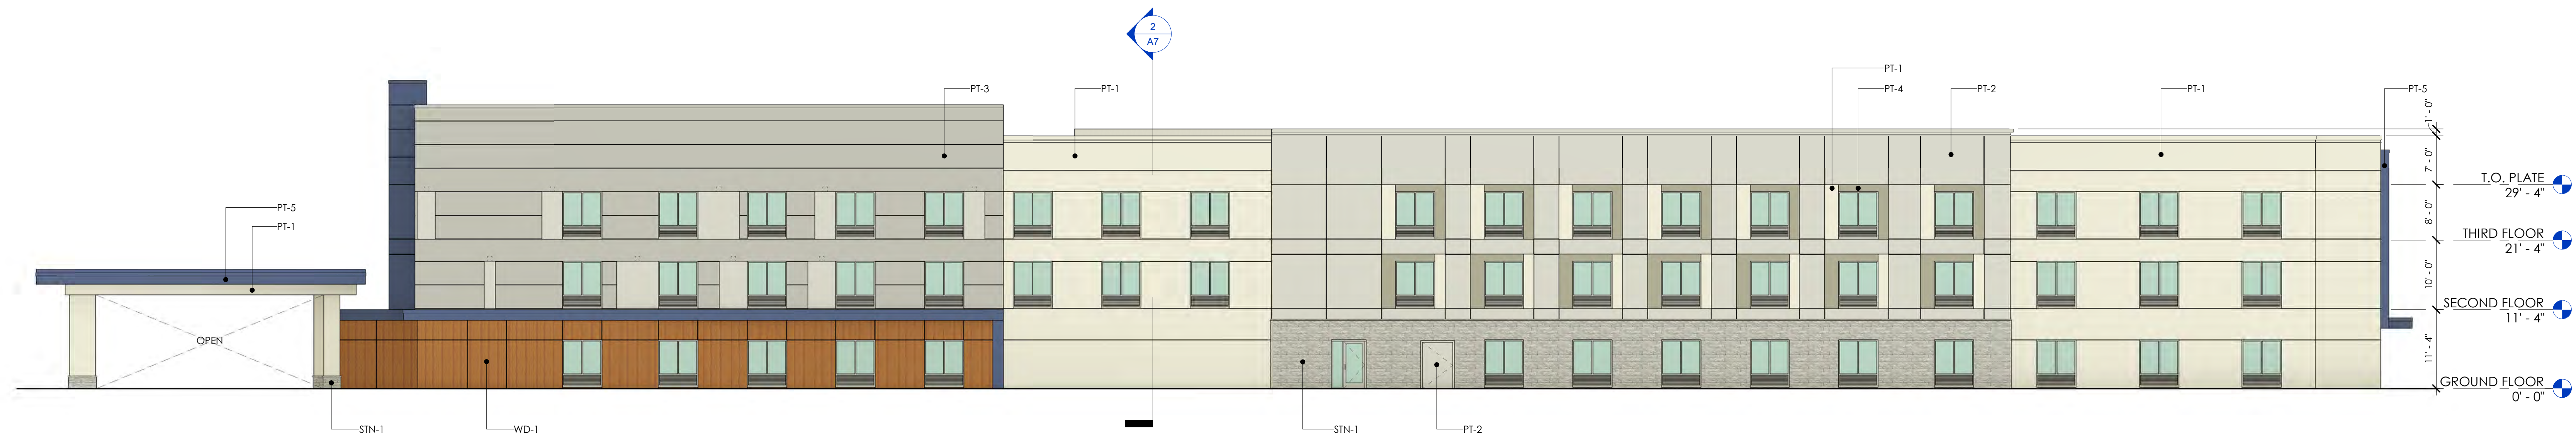 2
A7
PT-1
PT-3
PT-1
PT-4
PT-2
PT-1
PT-5
1' - 0"
7' - 0"
T.O. PLATE
29' - 4"
PT-5
8' - 0"
PT-1
THIRD FLOOR
21' - 4"
10' - 0"
SECOND FLOOR
11' - 4"
OPEN
11' - 4"
GROUND FLOOR
0' - 0"
STN-1
WD-1
STN-1
PT-2